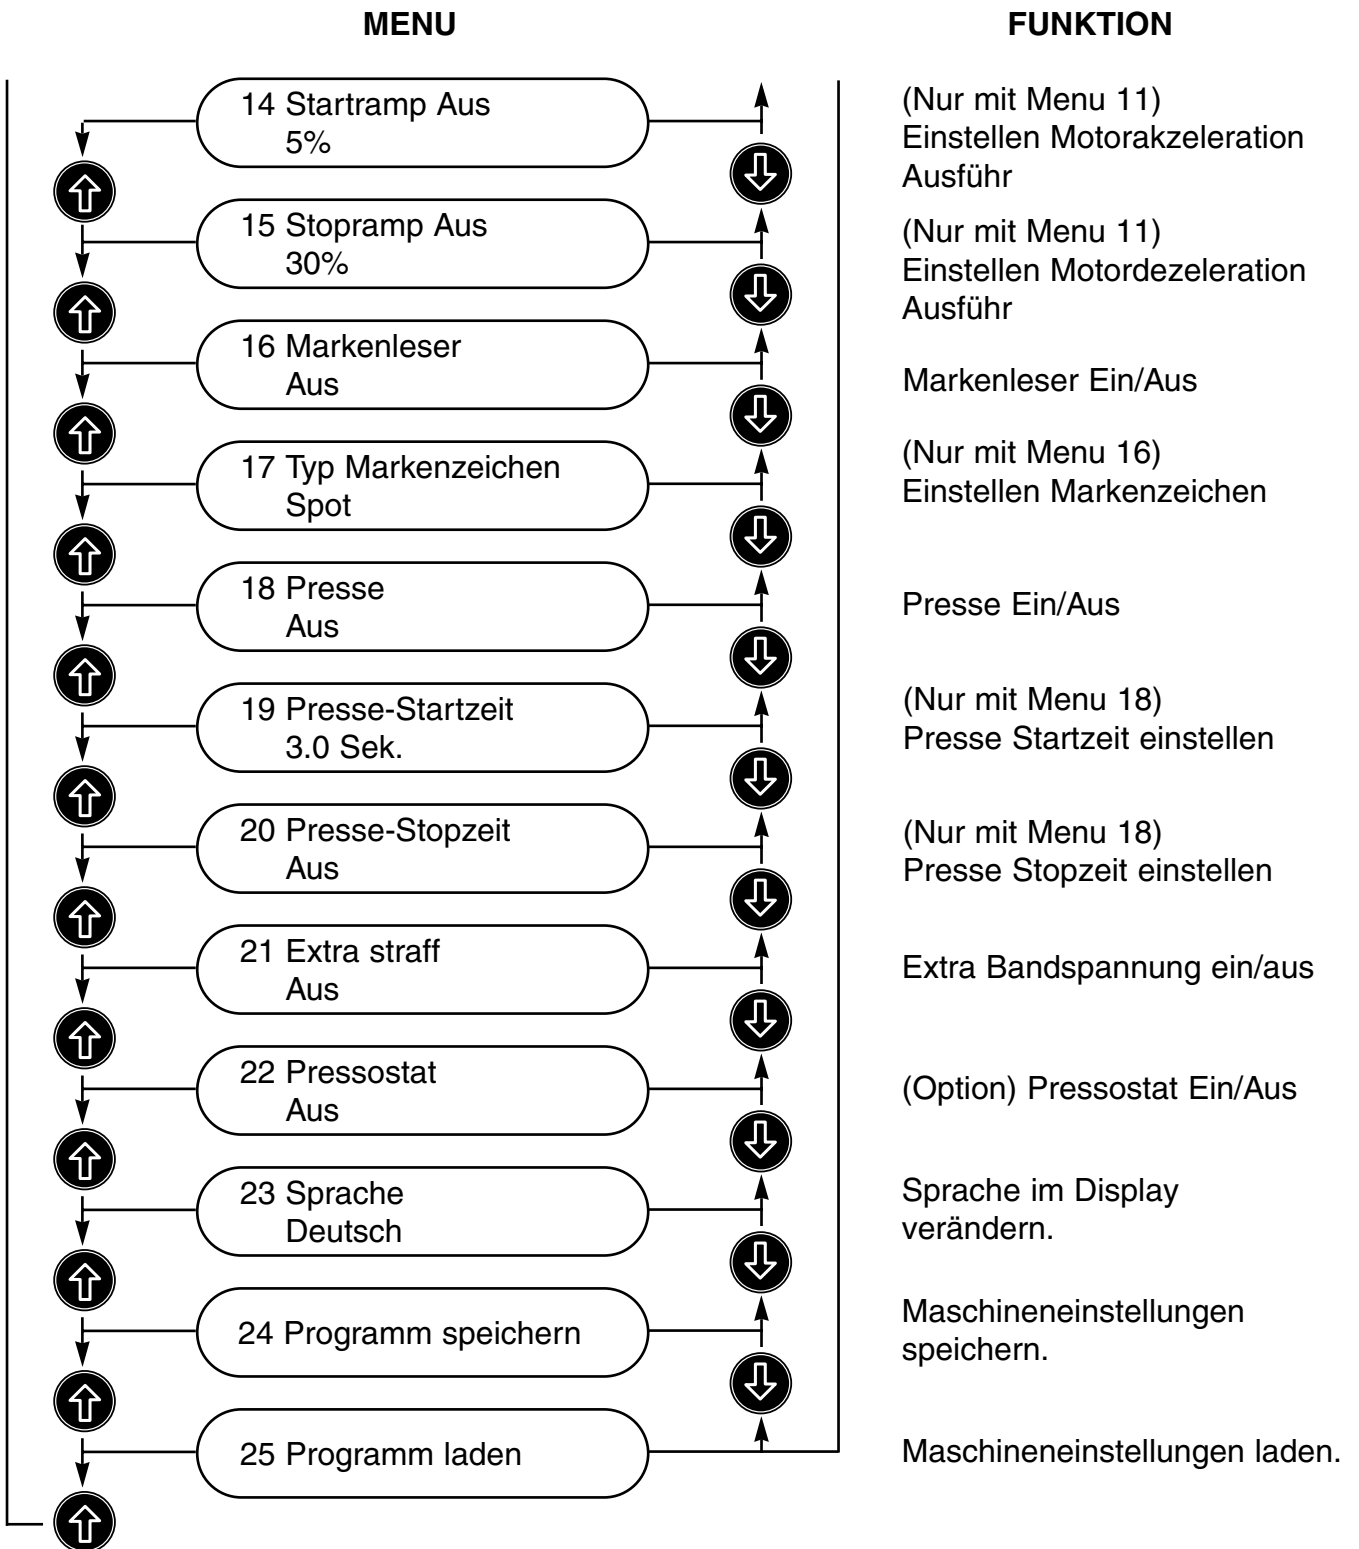 MENU
FUNKTION
14 Startramp Aus
5%
(Nur mit Menu 11)
Einstellen Motorakzeleration
Ausführ
15 Stopramp Aus
30%
(Nur mit Menu 11)
Einstellen Motordezeleration
Ausführ
16 Markenleser
Aus
Markenleser Ein/Aus
17 Typ Markenzeichen
Spot
(Nur mit Menu 16)
Einstellen Markenzeichen
18 Presse
Aus
Presse Ein/Aus
19 Presse-Startzeit
3.0 Sek.
(Nur mit Menu 18)
Presse Startzeit einstellen
20 Presse-Stopzeit
Aus
(Nur mit Menu 18)
Presse Stopzeit einstellen
21 Extra straff
Aus
Extra Bandspannung ein/aus
22 Pressostat
Aus
(Option) Pressostat Ein/Aus
23 Sprache
Deutsch
Sprache im Display
verändern.
24 Programm speichern
Maschineneinstellungen
speichern.
25 Programm laden
Maschineneinstellungen laden.